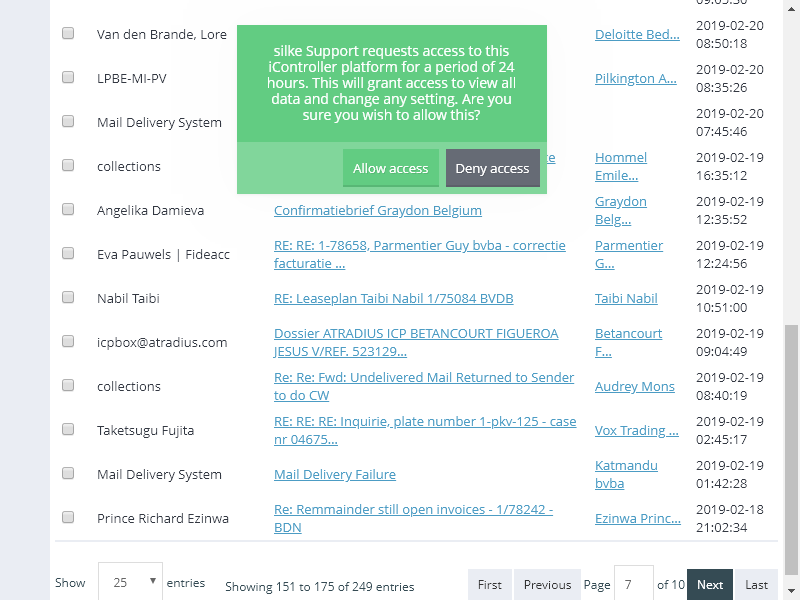 09:05:50
Van den Brande, Lore
Deloitte Bed...
2019-02-20
08:50:18
silke Support requests access to this
iController platform for a period of 24
hours. This will grant access to view all
data and change any setting. Are you
sure you wish to allow this?
Allow access
Deny access
LPBE-MI-PV
Pilkington A...
2019-02-20
08:35:26
Mail Delivery System
2019-02-20
07:45:46
collections
Hommel
Emile...
2019-02-19
16:35:12
Angelika Damieva
Confirmatiebrief Graydon Belgium
Graydon
Belg...
2019-02-19
12:35:52
Eva Pauwels | Fideacc
RE: RE: 1-78658, Parmentier Guy bvba - correctie
facturatie ...
Parmentier
G...
2019-02-19
12:24:56
Nabil Taibi
RE: Leaseplan Taibi Nabil 1/75084 BVDB
Taibi Nabil
2019-02-19
10:51:00
icpbox@atradius.com
Dossier ATRADIUS ICP BETANCOURT FIGUEROA
JESUS V/REF. 523129...
Betancourt
F...
2019-02-19
09:04:49
collections
Re: Re: Fwd: Undelivered Mail Returned to Sender
to do CW
Audrey Mons
2019-02-19
08:40:19
Taketsugu Fujita
RE: RE: RE: Inquirie, plate number 1-pkv-125 - case
nr 04675...
Vox Trading ...
2019-02-19
02:45:17
Mail Delivery System
Mail Delivery Failure
Katmandu
bvba
2019-02-19
01:42:28
Prince Richard Ezinwa
Re: Remmainder still open invoices - 1/78242 -
BDN
Ezinwa Princ...
2019-02-18
21:02:34
Show 25 entries
Showing 151 to 175 of 249 entries
First Previous Page 7 of 10 Next Last